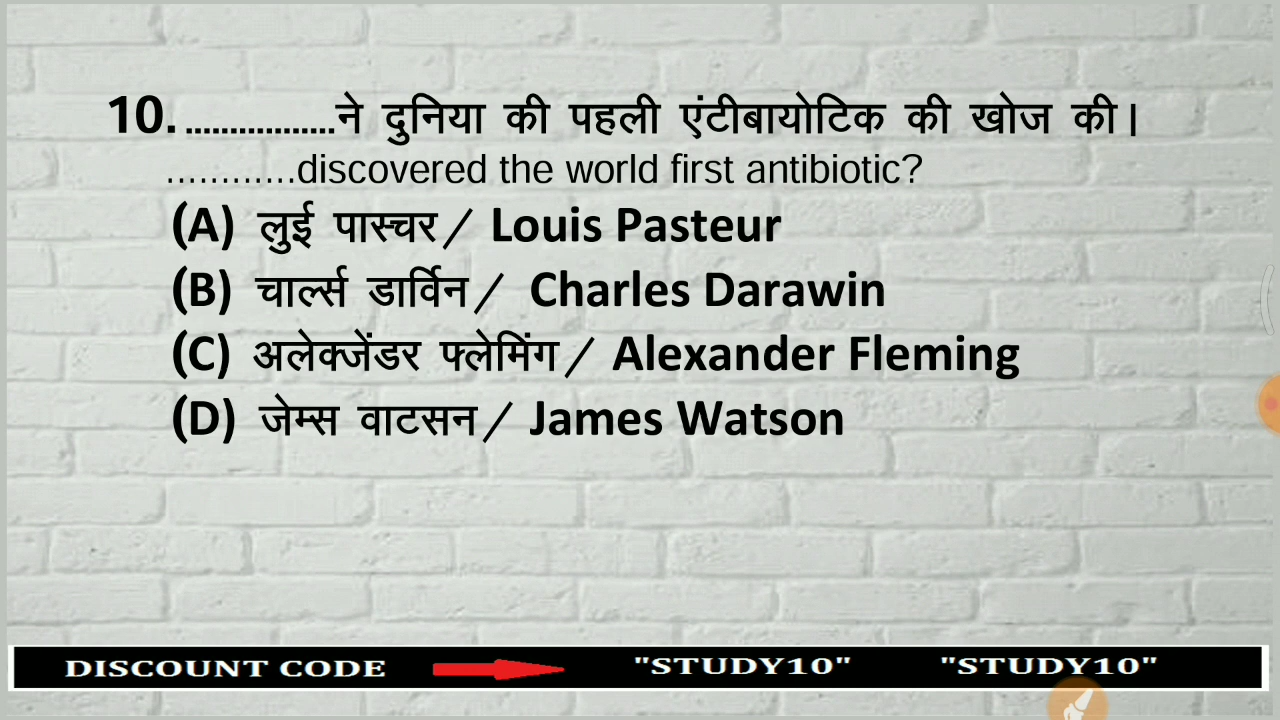 10. .................ने दुनिया की पहली एंटीबायोटिक की खोज की।
............discovered the world first antibiotic?
(A) लुई पास्चर/ Louis Pasteur
(B) चार्ल्स डार्विन/ Charles Darawin
(C) अलेक्जेंडर फ्लेमिंग/ Alexander Fleming
(D) जेम्स वाटसन/ James Watson
DISCOUNT CODE "STUDY10" "STUDY10"